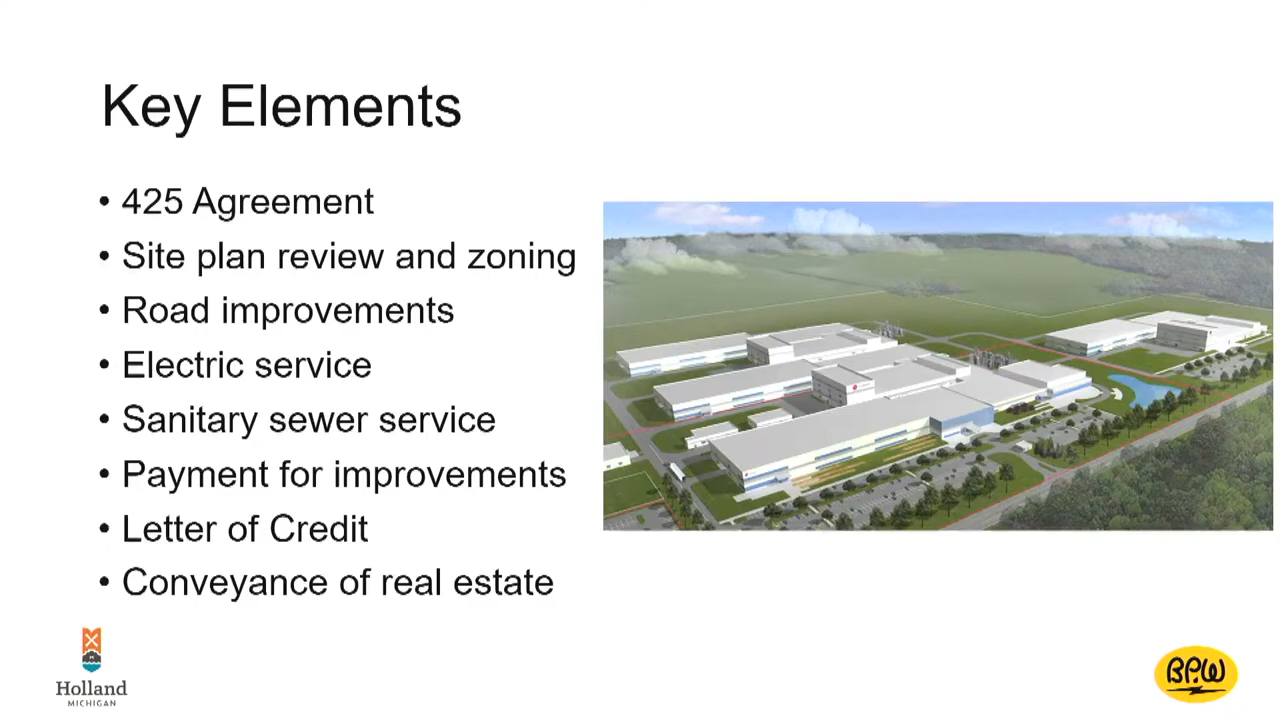 Key Elements
• 425 Agreement
• Site plan review and zoning
• Road improvements
• Electric service
• Sanitary sewer service
• Payment for improvements
• Letter of Credit
• Conveyance of real estate
Holland
MICHIGAN
BPW